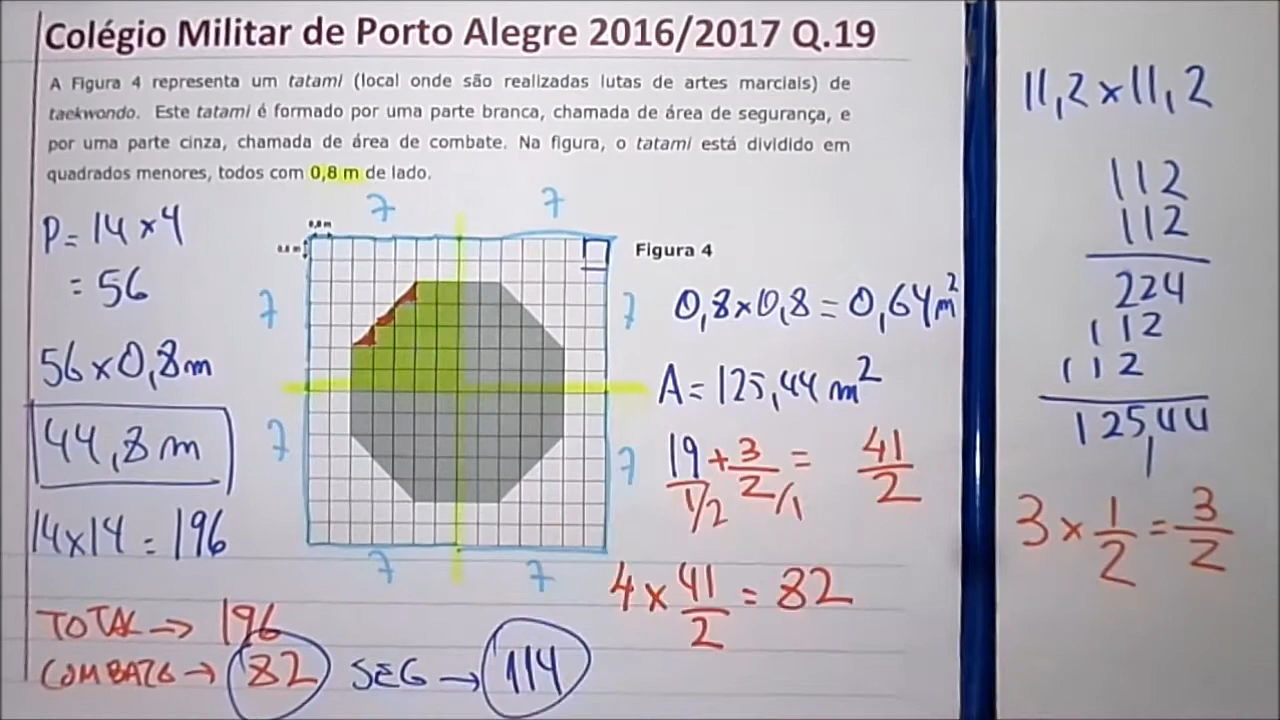 Colégio Militar de Porto Alegre 2016/2017 Q.19
A Figura 4 representa um tatami (local onde são realizadas lutas de artes marciais) de
taekwondo. Este tatami é formado por uma parte branca, chamada de área de segurança, e
por uma parte cinza, chamada de área de combate. Na figura, o tatami está dividido em
quadrados menores, todos com 0,8 m de lado.
P = 14 x 4
= 56
56 x 0,8m
44,8 m
14x14 = 196
7 7
0,8 m
0,8 m
7 7
7 7
7 7
Figura 4
0,8x0,8 = 0,64m²
A = 125,44 m²
19/1/2 + 3/2/1 = 41/2
4 x 41/2 = 82
TOTAL → 196
COMBATE → 82 SEG → 114
11,2 x 11,2
112
112
224
112
112
125,44
3 x 1/2 = 3/2